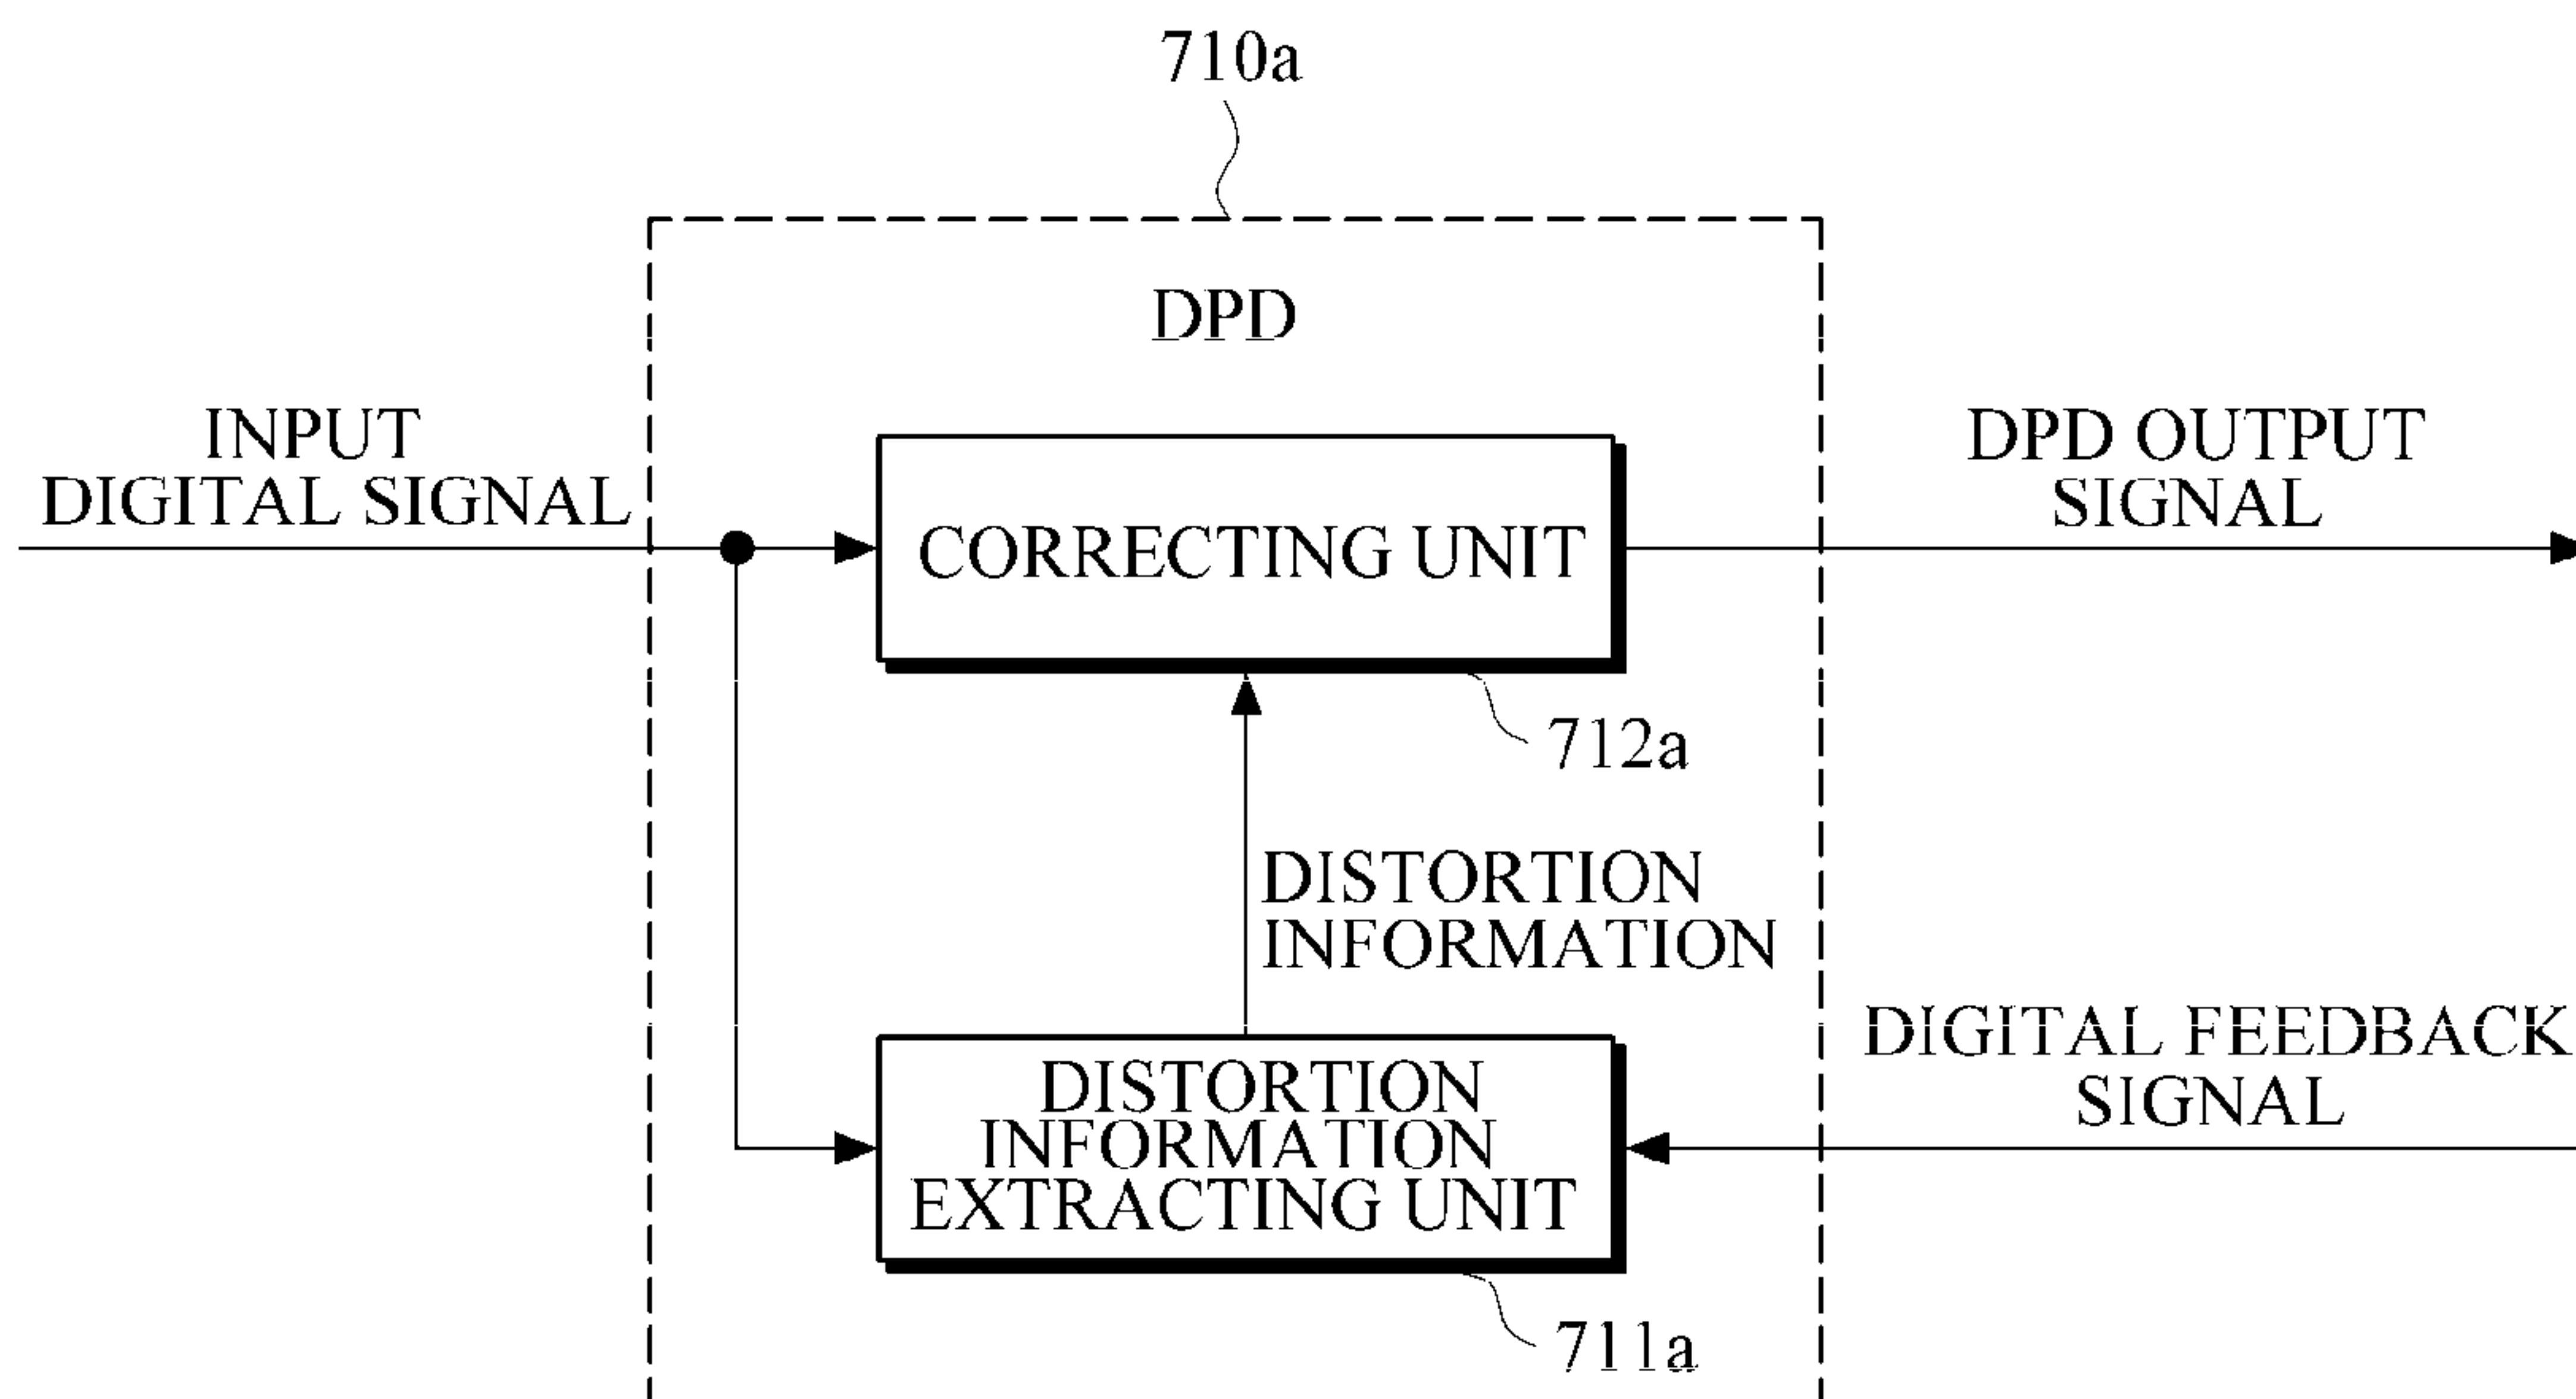 710a
DPD
INPUT
DIGITAL SIGNAL
CORRECTING UNIT
DPD OUTPUT
SIGNAL
712a
DISTORTION
INFORMATION
DISTORTION
INFORMATION
EXTRACTING UNIT
DIGITAL FEEDBACK
SIGNAL
711a